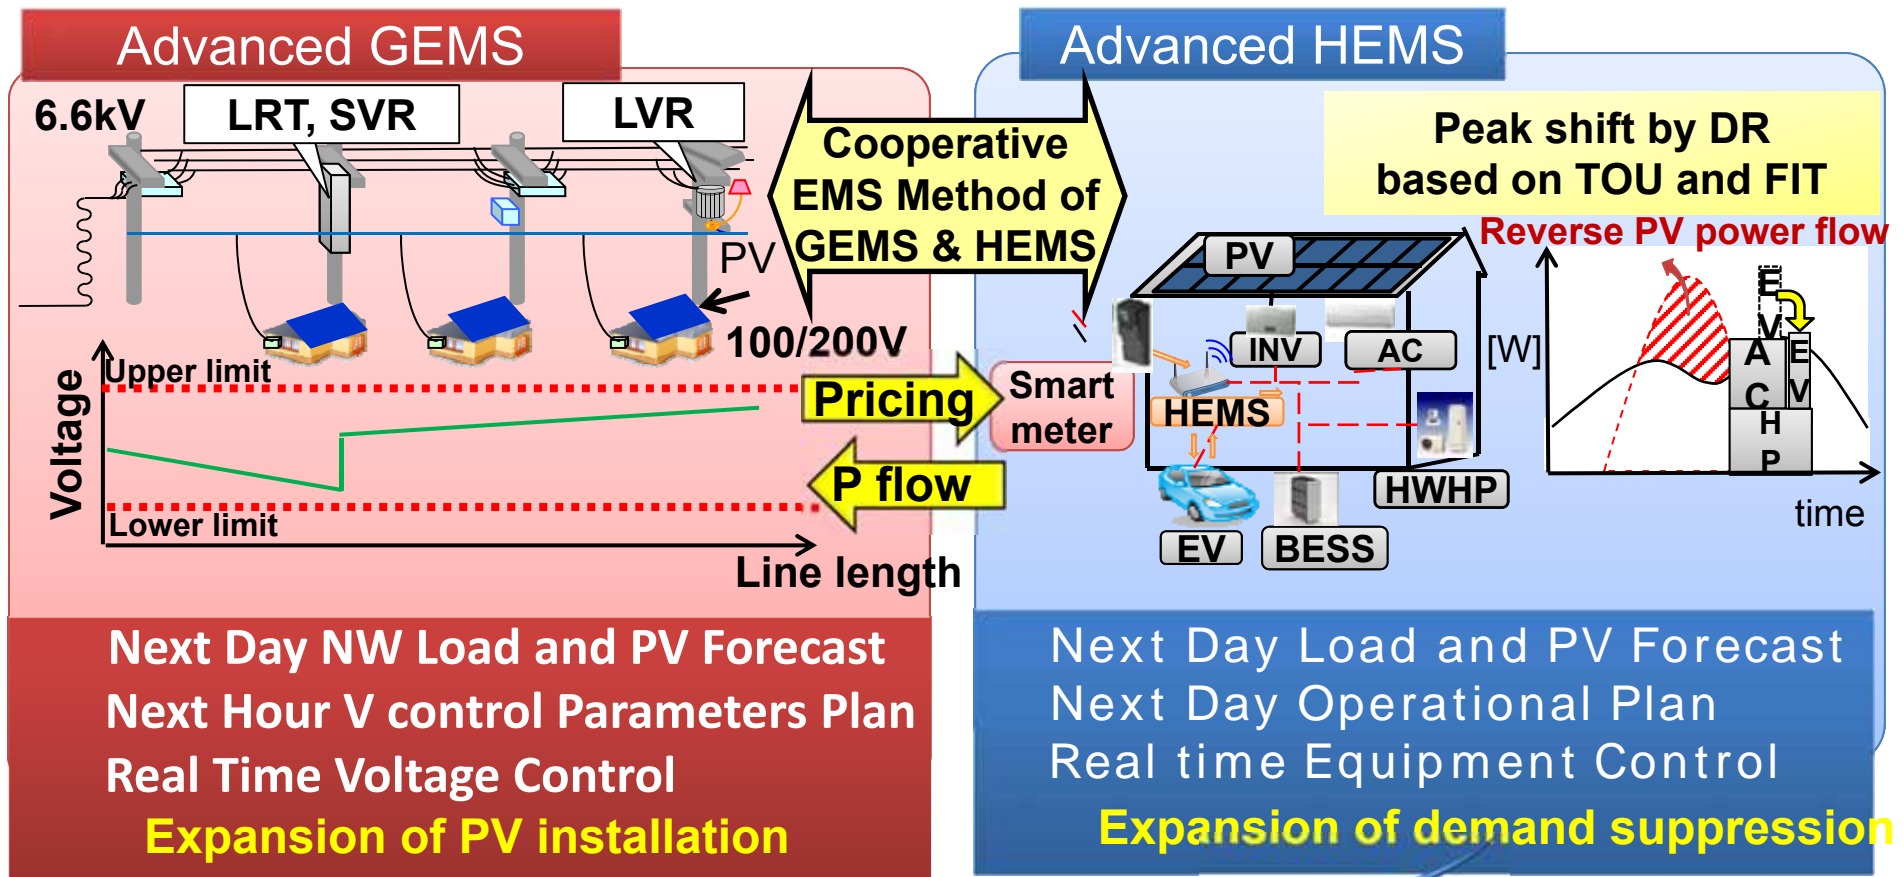 Advanced GEMS
6.6kV
LRT, SVR
LVR
PV
100/200V
Voltage
Upper limit
Lower limit
Line length
Next Day NW Load and PV Forecast
Next Hour V control Parameters Plan
Real Time Voltage Control
Expansion of PV installation
Cooperative
EMS Method of
GEMS & HEMS
Pricing
P flow
Advanced HEMS
Peak shift by DR
based on TOU and FIT
Reverse PV power flow
PV
INV
AC
Smart
meter
HEMS
HWHP
EV
BESS
[W]
EV
AC
EV
HP
time
Next Day Load and PV Forecast
Next Day Operational Plan
Real time Equipment Control
Expansion of demand suppression